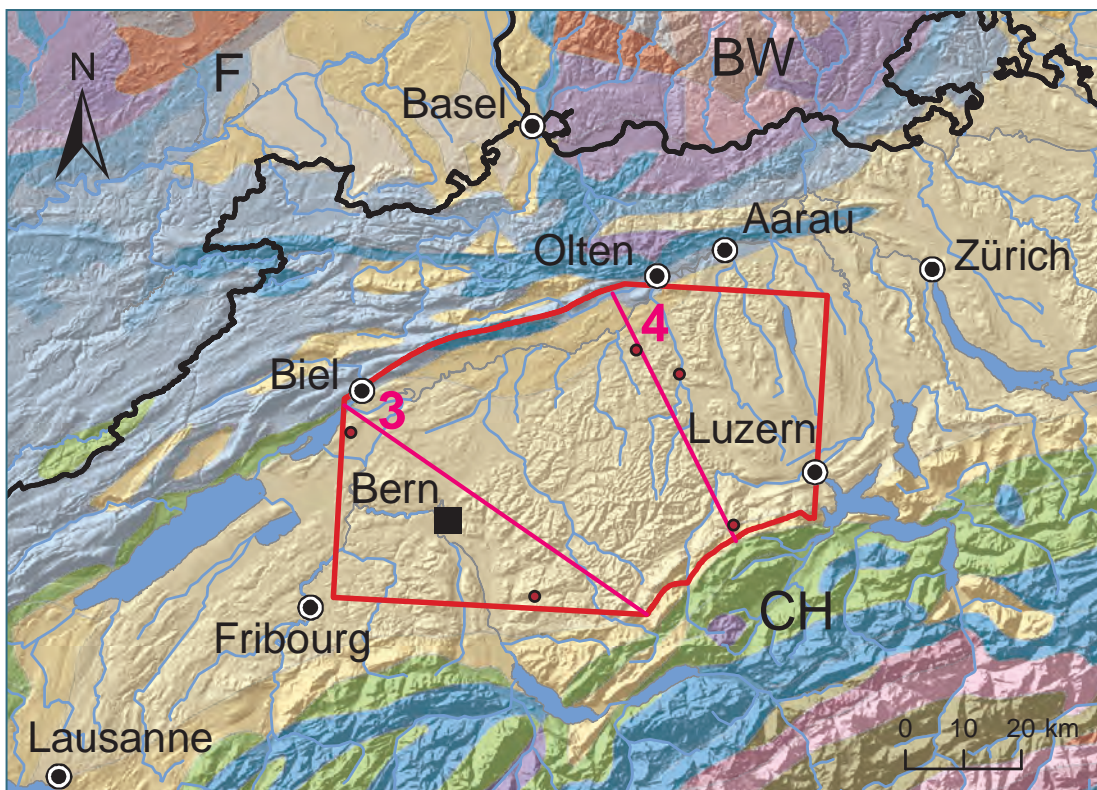 F
BW
N
Basel
Aarau
Olten
Zürich
4
Biel
3
Luzern
Bern
CH
Fribourg
Lausanne
0 10 20 km